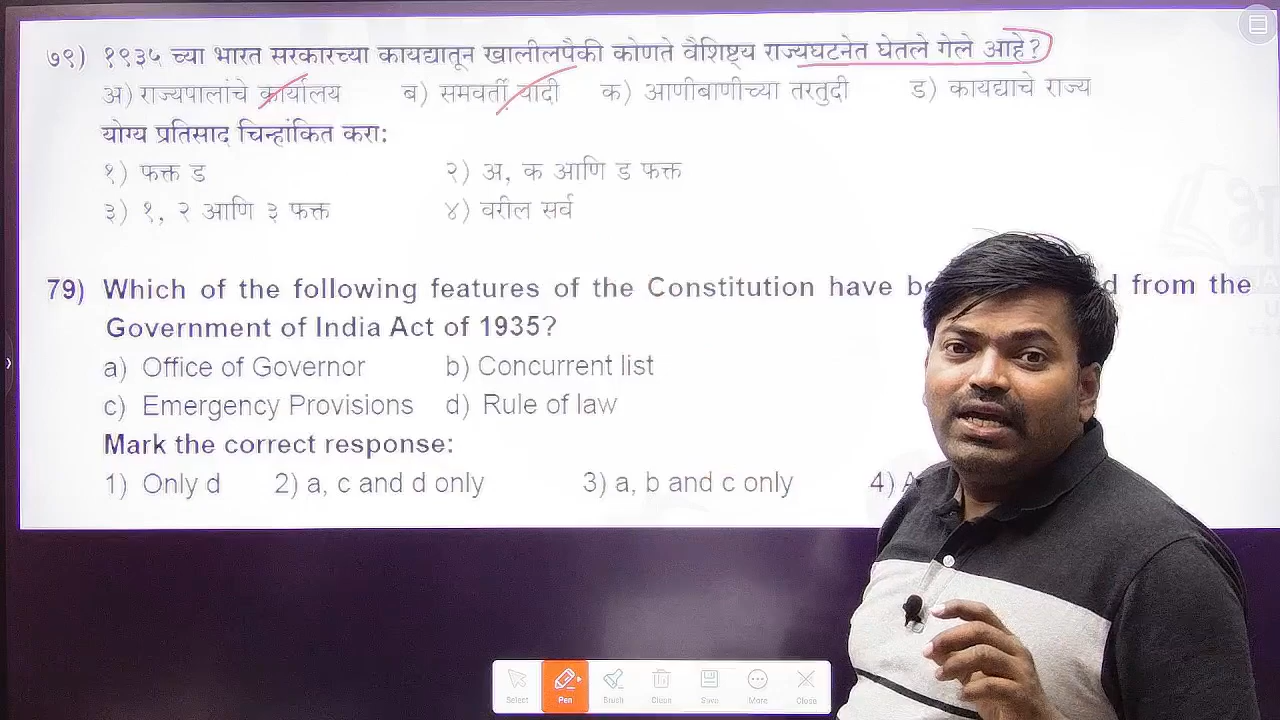 ७९) १९३५ च्या भारत सरकारच्या कायद्यातून खालीलपैकी कोणते वैशिष्ट्य राज्यघटनेत घेतले गेले आहे?
अ) राज्यपालांचे कार्यालय ब) समवर्ती यादी क) आणीबाणीच्या तरतुदी ड) कायद्याचे राज्य
योग्य प्रतिसाद चिन्हांकित करा:
१) फक्त ड २) अ, क आणि ड फक्त
३) १, २ आणि ३ फक्त ४) वरील सर्व
79) Which of the following features of the Constitution have from the
Government of India Act of 1935?
a) Office of Governor b) Concurrent list
c) Emergency Provisions d) Rule of law
Mark the correct response:
1) Only d 2) a, c and d only 3) a, b and c only 4)
Select Pen Brush Clean Save More Close